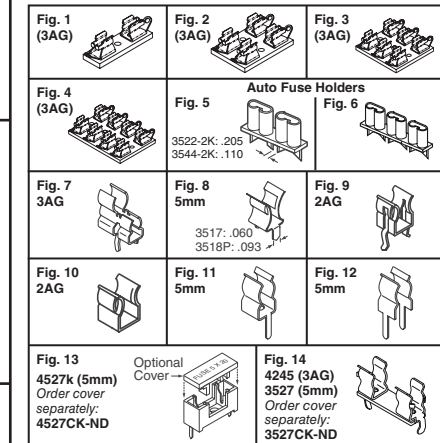 Fig. 1
(3AG)
Fig. 2
(3AG)
Fig. 3
(3AG)
Fig. 4
(3AG)
Auto Fuse Holders
Fig. 5
3522-2K: .205
3544-2K: .110
Fig. 6
Fig. 7
3AG
Fig. 8
5mm
3517: .060
3518P: .093
Fig. 9
2AG
Fig. 10
2AG
Fig. 11
5mm
Fig. 12
5mm
Fig. 13
4527k (5mm)
Order cover
separately:
4527CK-ND
Optional
Cover
FUSE 5 X 20
Fig. 14
4245 (3AG)
3527 (5mm)
Order cover
separately:
3527CK-ND